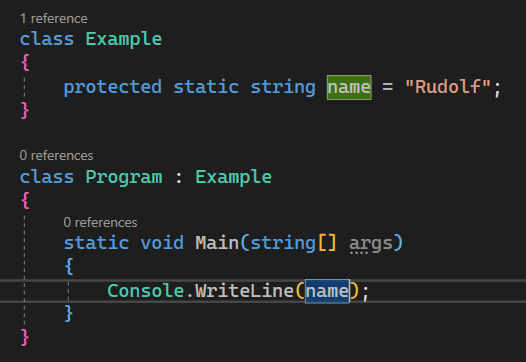 1 reference
class Example
{
protected static string name = "Rudolf";
}
0 references
class Program : Example
{
0 references
static void Main(string[] args)
{
Console.WriteLine(name);
}
}